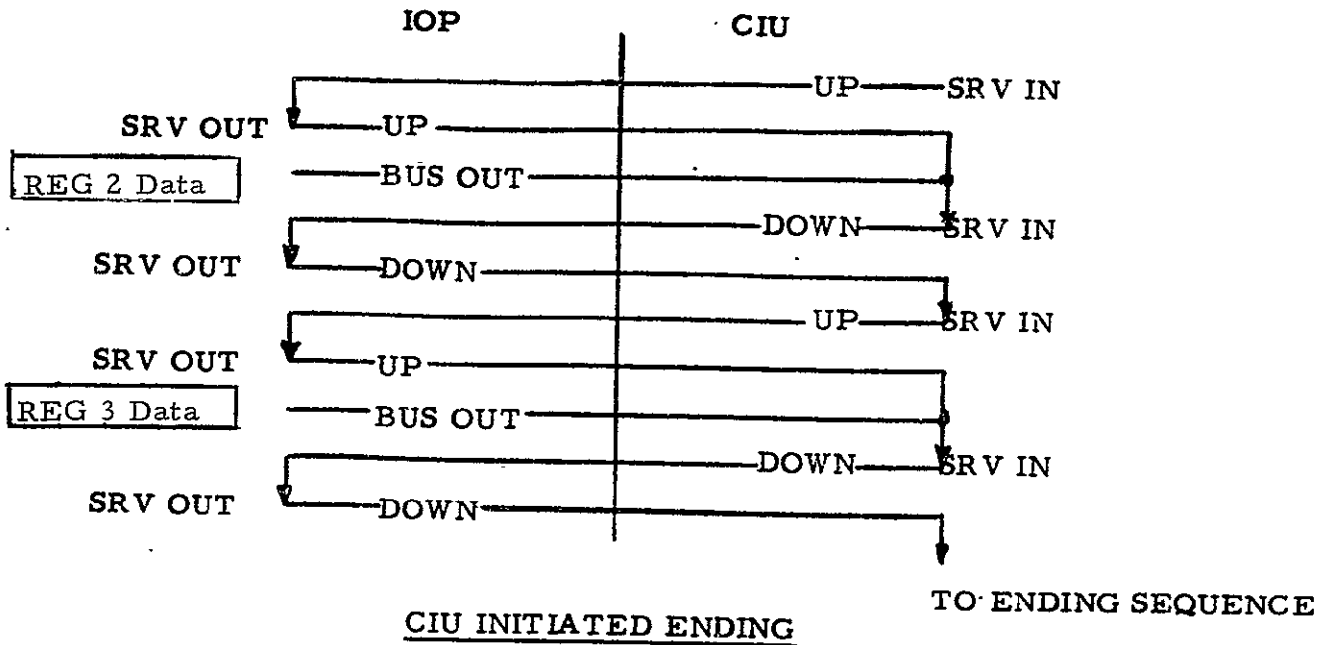 IOP CIU
UP SRV IN
SRV OUT UP
REG 2 Data BUS OUT
DOWN SRV IN
SRV OUT DOWN
UP SRV IN
SRV OUT UP
REG 3 Data BUS OUT
DOWN SRV IN
SRV OUT DOWN
TO ENDING SEQUENCE
CIU INITIATED ENDING